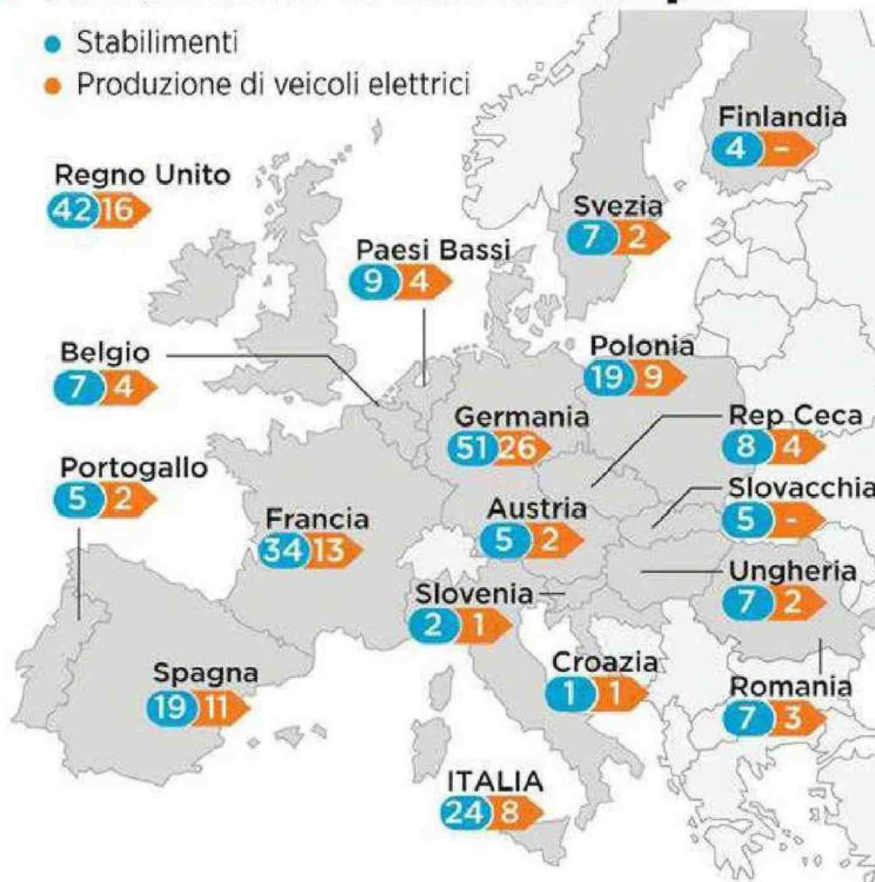 Stabilimenti
Produzione di veicoli elettrici
Finlandia
4 -
Regno Unito
42 16
Svezia
7 2
Paesi Bassi
9 4
Belgio
7 4
Polonia
19 9
Germania
51 26
Rep Ceca
8 4
Portogallo
5 2
Slovacchia
5 -
Francia
34 13
Austria
5 2
Ungheria
7 2
Slovenia
2 1
Spagna
19 11
Croazia
1 1
Romania
7 3
ITALIA
24 8